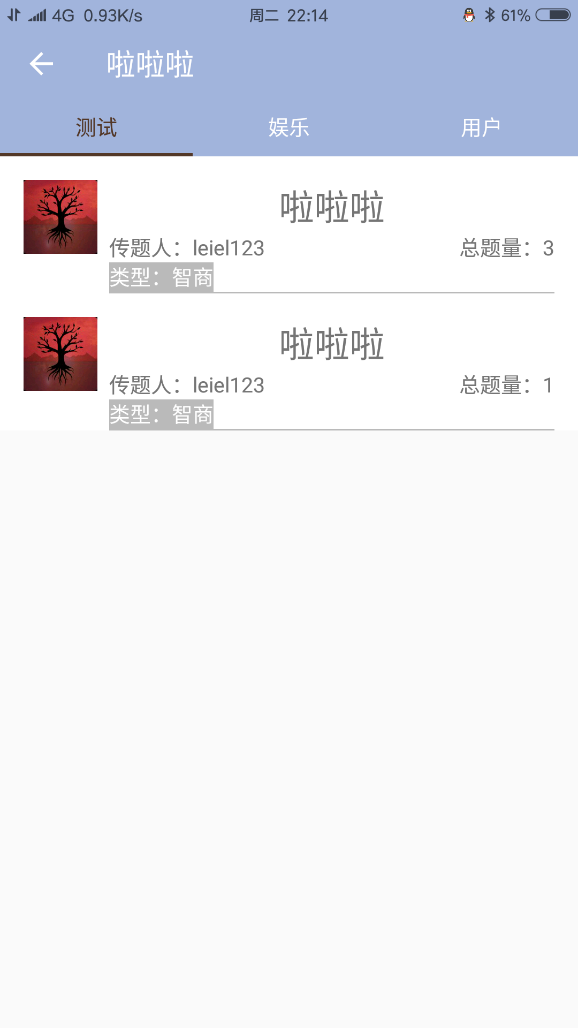 4G 0.93K/s 周二 22:14 61%
啦啦啦
测试 娱乐 用户
啦啦啦
传题人：leiel123 总题量：3
类型：智商
啦啦啦
传题人：leiel123 总题量：1
类型：智商